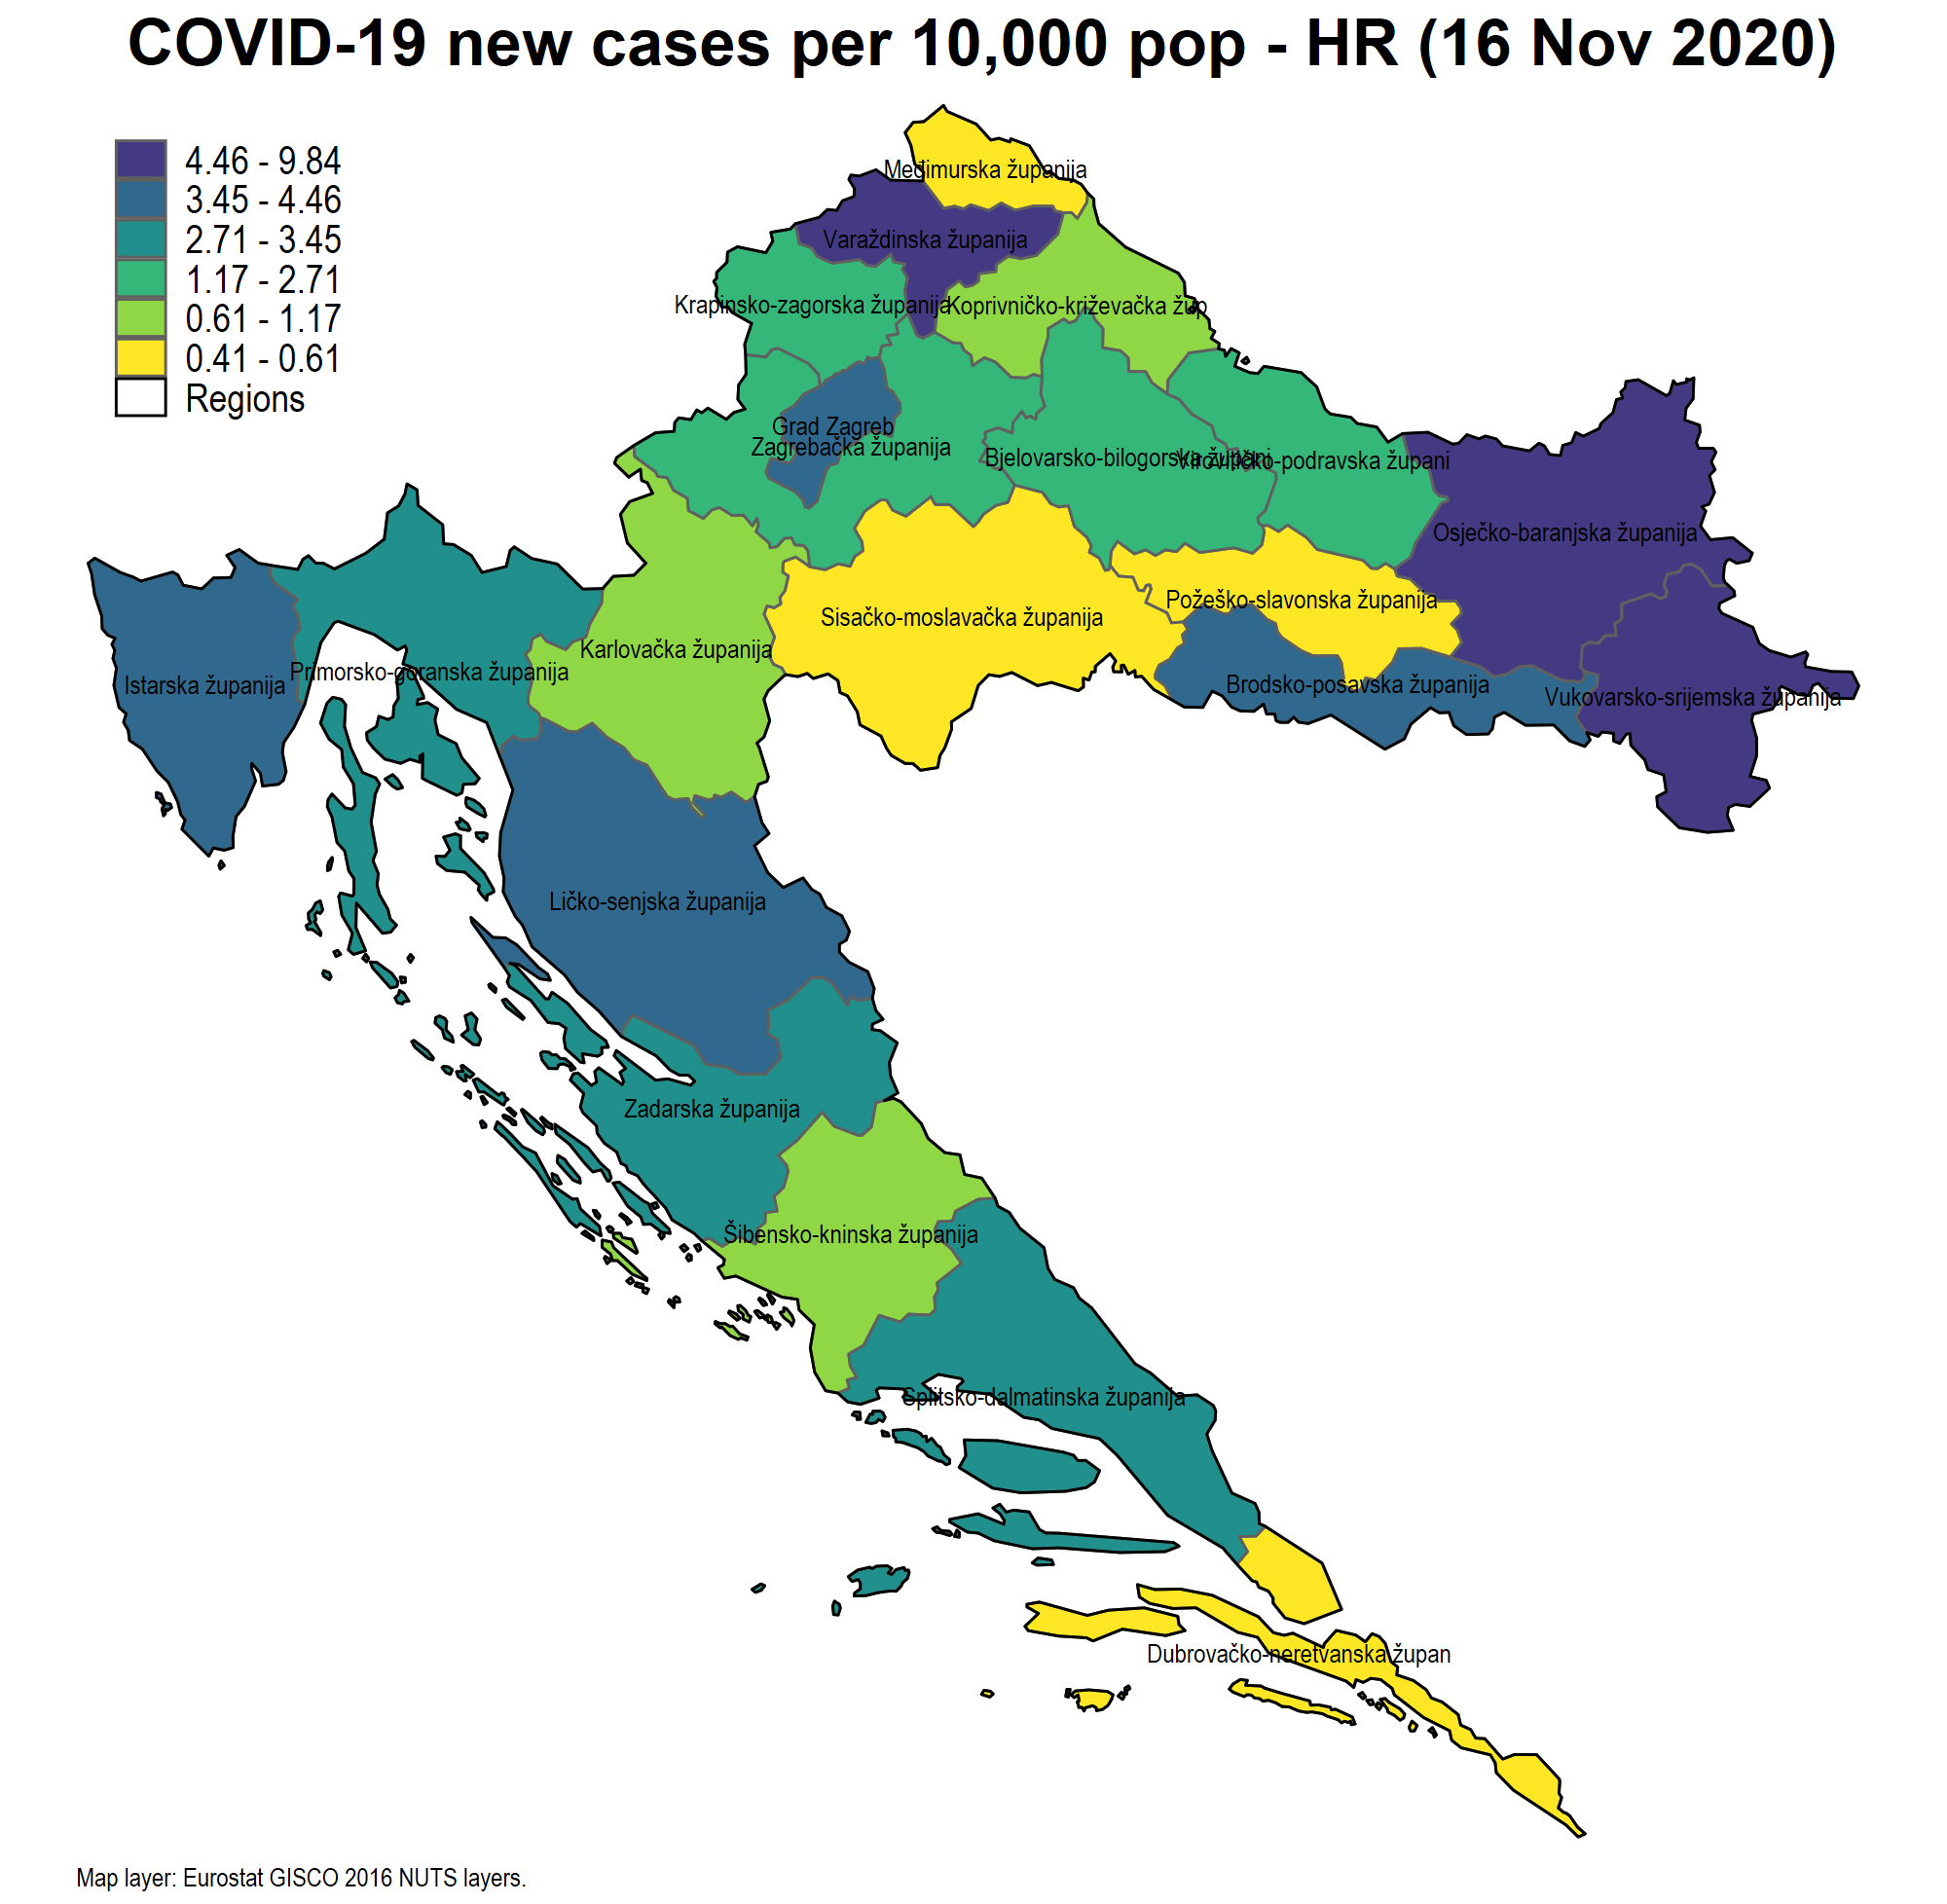 COVID-19 new cases per 10,000 pop - HR (16 Nov 2020)
4.46 - 9.84
3.45 - 4.46
2.71 - 3.45
1.17 - 2.71
0.61 - 1.17
0.41 - 0.61
Regions
Međimurska županija
Varaždinska županija
Krapinsko-zagorska županija
Koprivničko-križevačka žup
Grad Zagreb
Zagrebačka županija
Bjelovarsko-bilogorska župani
Virovitičko-podravska župani
Osječko-baranjska županija
Požeško-slavonska županija
Sisačko-moslavačka županija
Karlovačka županija
Primorsko-goranska županija
Istarska županija
Brodsko-posavska županija
Vukovarsko-srijemska županija
Ličko-senjska županija
Zadarska županija
Šibensko-kninska županija
Splitsko-dalmatinska županija
Dubrovačko-neretvanska župan
Map layer: Eurostat GISCO 2016 NUTS layers.